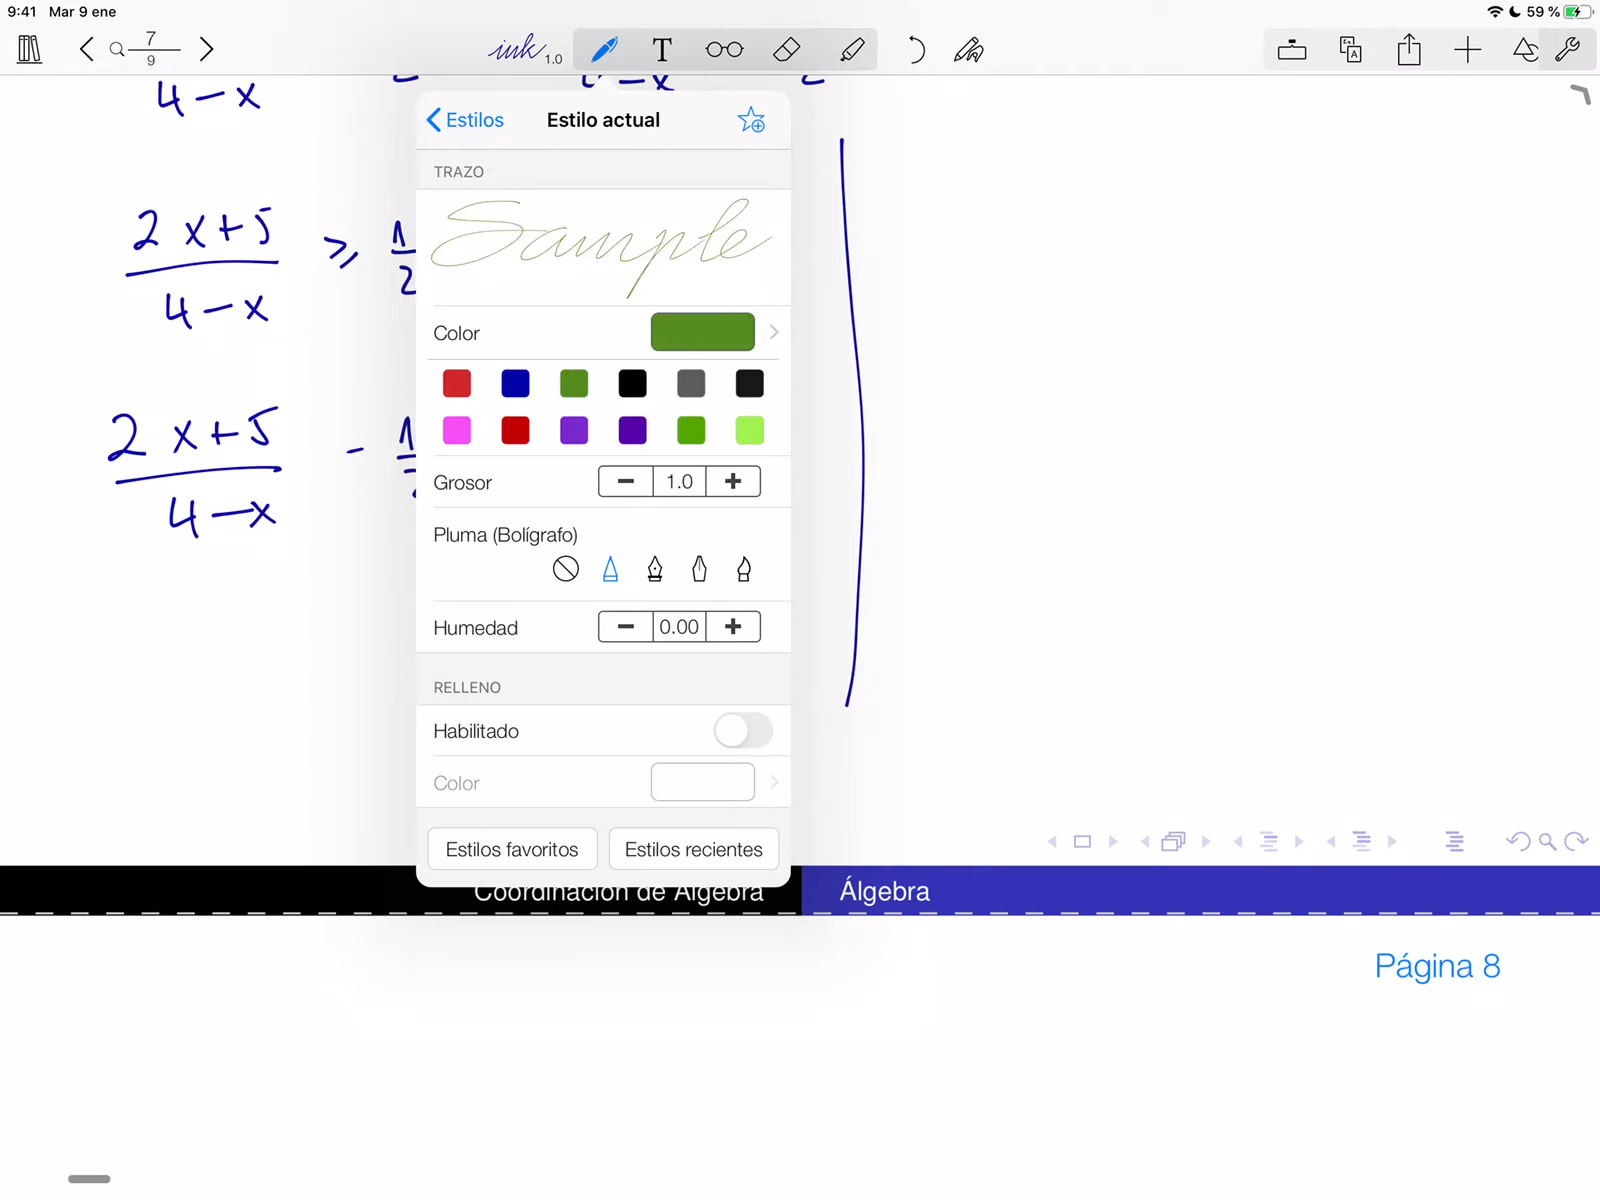 9:41 Mar 9 ene 59 %
7
9
ink 1.0 T
4 - x
4 - x
Estilos Estilo actual
TRAZO
Sample
Color
2x+5
4 - x
≥
1
2
2x+5
4 - x
-
1
Grosor - 1.0 +
Pluma (Bolígrafo)
Humedad - 0.00 +
RELLENO
Habilitado
Color
Estilos favoritos Estilos recientes
Coordinación de Álgebra Álgebra
Página 8